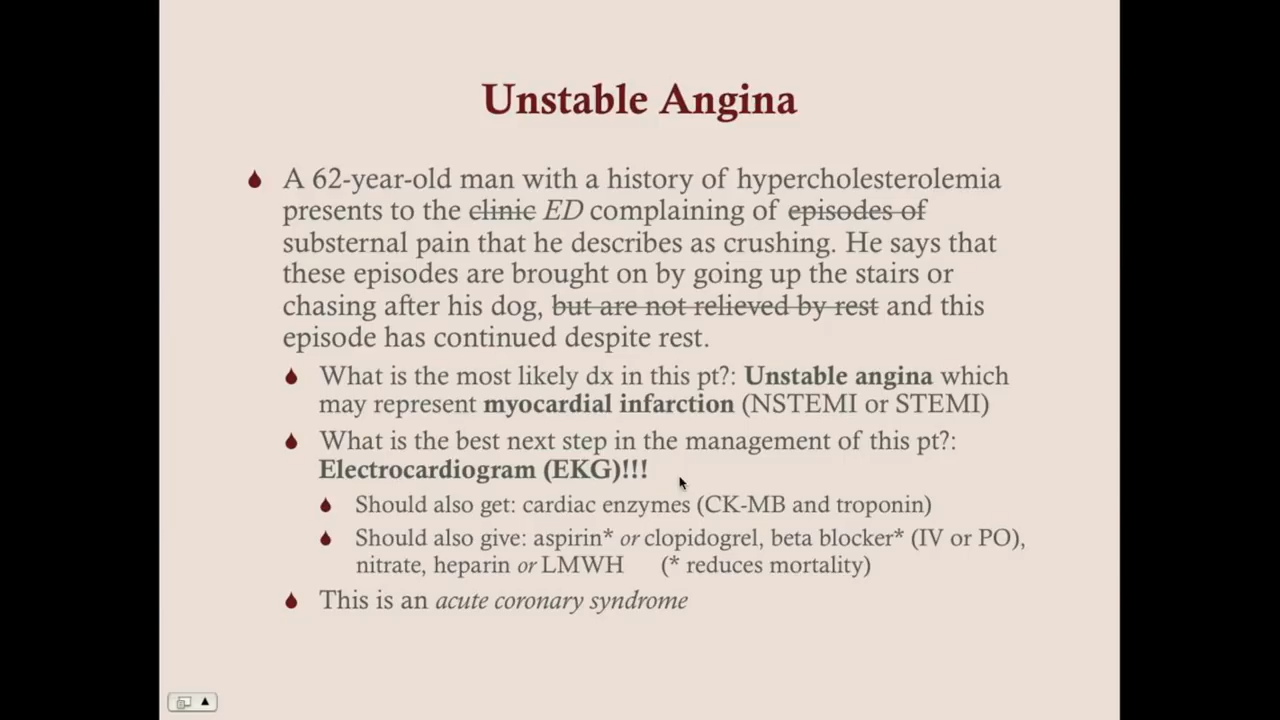 Unstable Angina
A 62-year-old man with a history of hypercholesterolemia
presents to the clinic ED complaining of episodes of
substernal pain that he describes as crushing. He says that
these episodes are brought on by going up the stairs or
chasing after his dog, but are not relieved by rest and this
episode has continued despite rest.
What is the most likely dx in this pt?: Unstable angina which
may represent myocardial infarction (NSTEMI or STEMI)
What is the best next step in the management of this pt?:
Electrocardiogram (EKG)!!!
Should also get: cardiac enzymes (CK-MB and troponin)
Should also give: aspirin* or clopidogrel, beta blocker* (IV or PO),
nitrate, heparin or LMWH (* reduces mortality)
This is an acute coronary syndrome